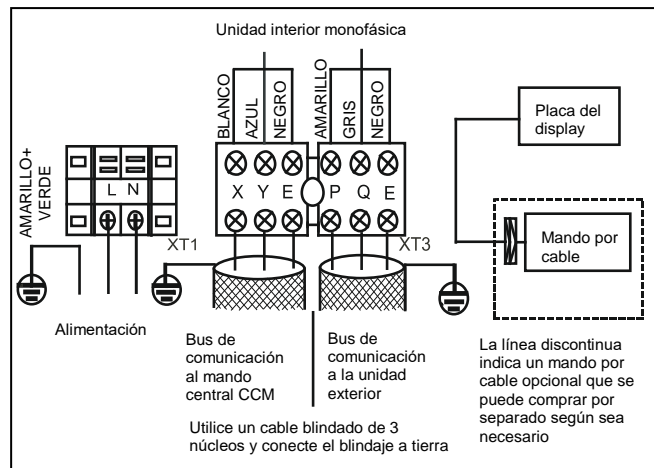 Unidad interior monofásica
BLANCO
AZUL
NEGRO
AMARILLO
GRIS
NEGRO
Placa del
display
AMARILLO+
VERDE
L N
X Y E P Q E
XT1
XT3
Mando por
cable
Alimentación
Bus de
comunicación
al mando
central CCM
Bus de
comunicación
a la unidad
exterior
Utilice un cable blindado de 3
núcleos y conecte el blindaje a tierra
La línea discontinua
indica un mando por
cable opcional que se
puede comprar por
separado según sea
necesario